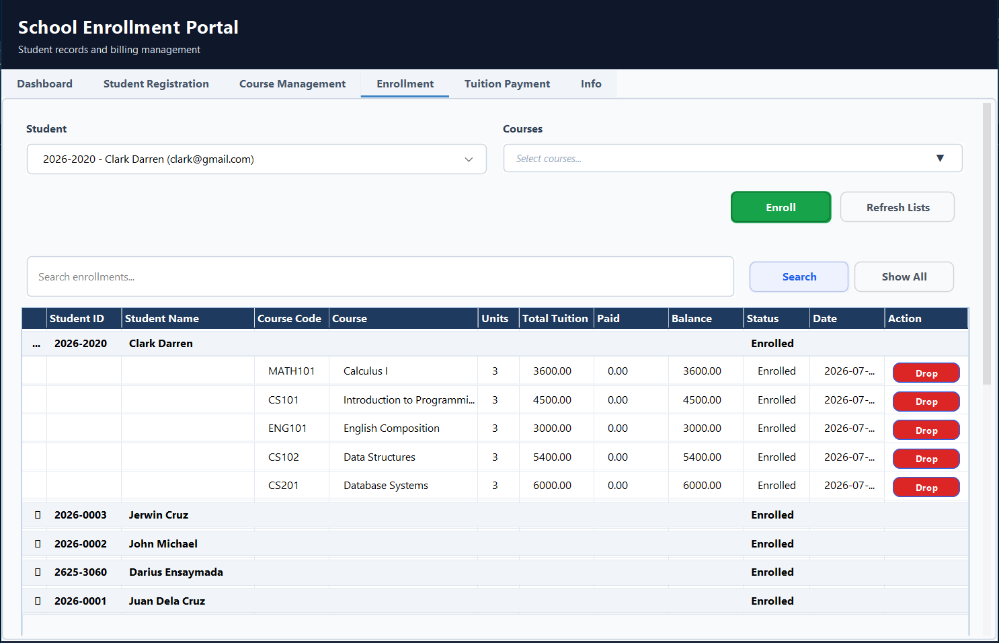 School Enrollment Portal
Student records and billing management
Dashboard Student Registration Course Management Enrollment Tuition Payment Info
Student Courses
2026-2020 - Clark Darren (clark@gmail.com) Select courses... ▼
Enroll Refresh Lists
Search enrollments... Search Show All
Student ID Student Name Course Code Course Units Total Tuition Paid Balance Status Date Action
... 2026-2020 Clark Darren Enrolled
MATH101 Calculus I 3 3600.00 0.00 3600.00 Enrolled 2026-07-... Drop
CS101 Introduction to Programmi... 3 4500.00 0.00 4500.00 Enrolled 2026-07-... Drop
ENG101 English Composition 3 3000.00 0.00 3000.00 Enrolled 2026-07-... Drop
CS102 Data Structures 3 5400.00 0.00 5400.00 Enrolled 2026-07-... Drop
CS201 Database Systems 3 6000.00 0.00 6000.00 Enrolled 2026-07-... Drop
2026-0003 Jerwin Cruz Enrolled
2026-0002 John Michael Enrolled
2625-3060 Darius Ensaymada Enrolled
2026-0001 Juan Dela Cruz Enrolled